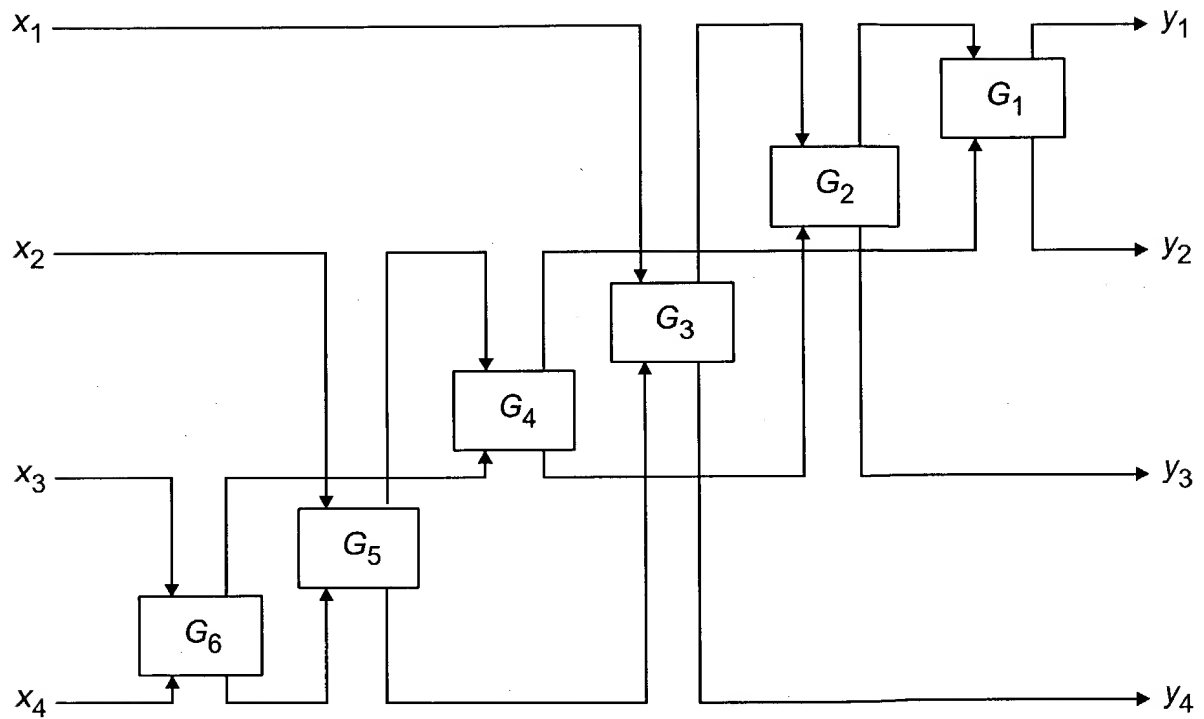 x₁ y₁
G₁
G₂
x₂ y₂
G₃
G₄
x₃ y₃
G₅
G₆
x₄ y₄